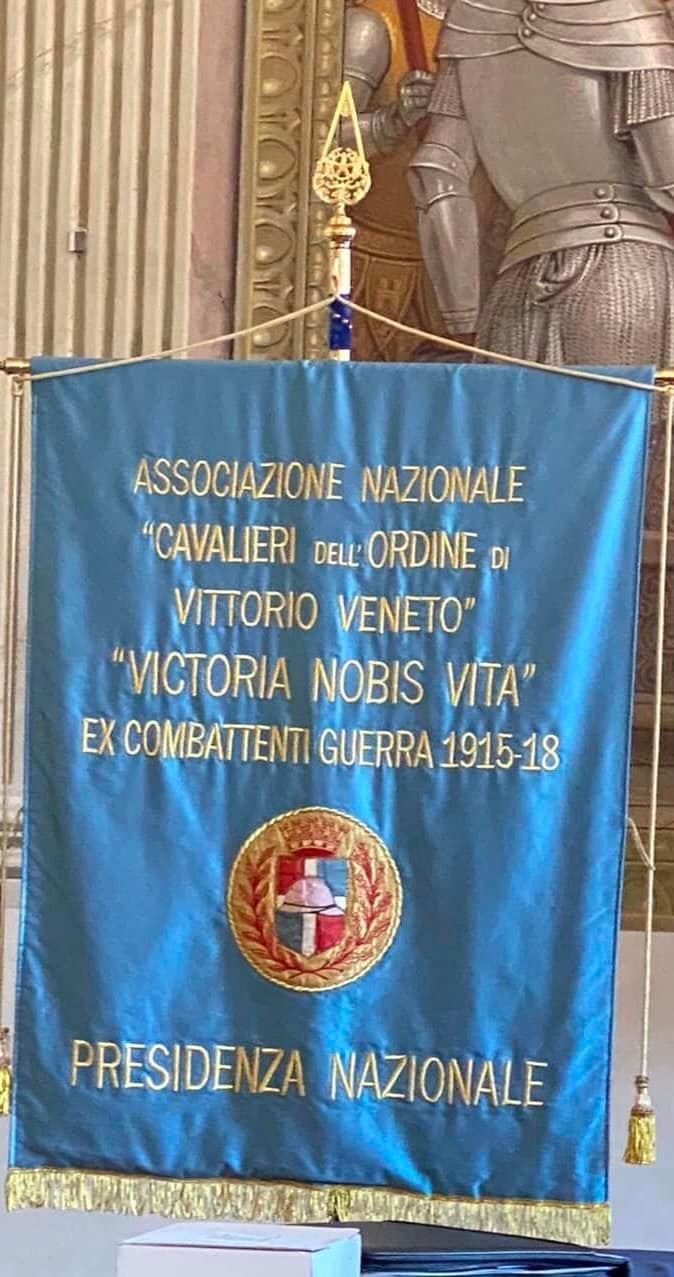 ASSOCIAZIONE NAZIONALE
"CAVALIERI DELL'ORDINE DI
VITTORIO VENETO"
"VICTORIA NOBIS VITA"
EX COMBATTENTI GUERRA 1915-18
PRESIDENZA NAZIONALE